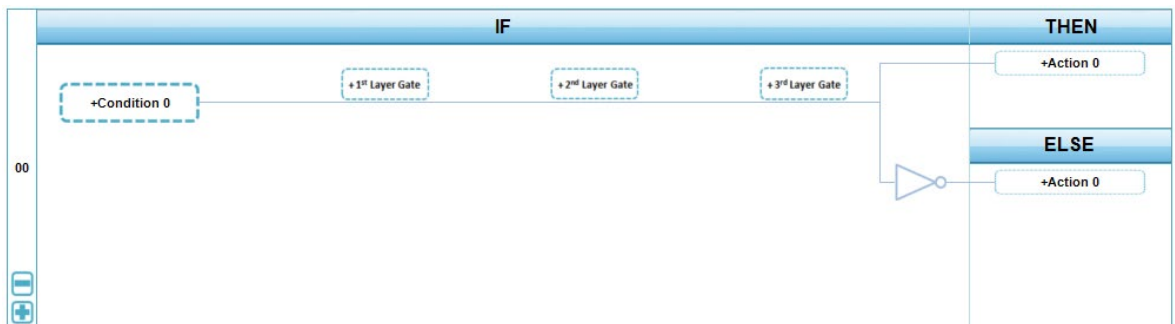 IF
THEN
+Condition 0
+1st Layer Gate
+2nd Layer Gate
+3rd Layer Gate
+Action 0
ELSE
00
+Action 0